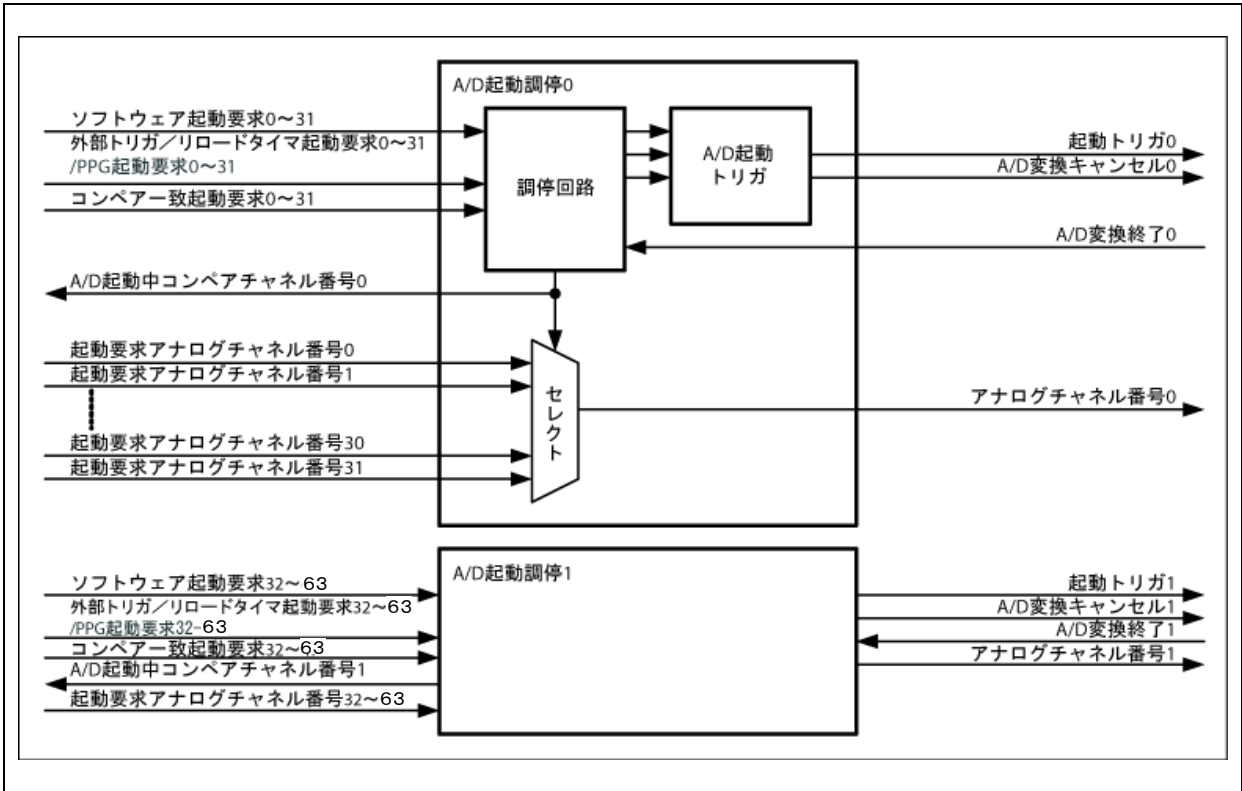 A/D起動調停0
ソフトウェア起動要求0～31
外部トリガ／リロードタイマ起動要求0～31
/PPG起動要求0～31
コンペアー致起動要求0～31
調停回路
A/D起動
トリガ
起動トリガ0
A/D変換キャンセル0
A/D変換終了0
A/D起動中コンペアチャネル番号0
起動要求アナログチャネル番号0
起動要求アナログチャネル番号1
起動要求アナログチャネル番号30
起動要求アナログチャネル番号31
セレクト
アナログチャネル番号0
A/D起動調停1
ソフトウェア起動要求32～63
外部トリガ／リロードタイマ起動要求32～63
/PPG起動要求32-63
コンペアー致起動要求32～63
A/D起動中コンペアチャネル番号1
起動要求アナログチャネル番号32～63
起動トリガ1
A/D変換キャンセル1
A/D変換終了1
アナログチャネル番号1